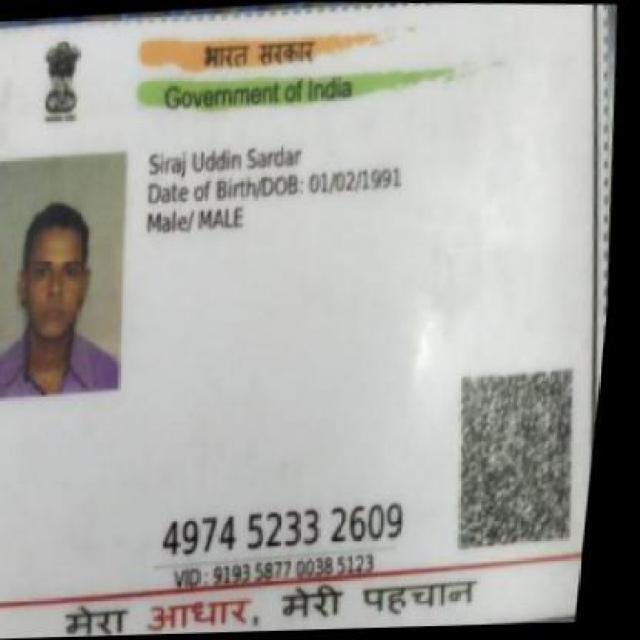 भारत सरकार
Government of India
Siraj Uddin Sardar
Date of Birth/DOB: 01/02/1991
Male/ MALE
4974 5233 2609
VID: 9193 5877 0038 5123
मेरा आधार, मेरी पहचान